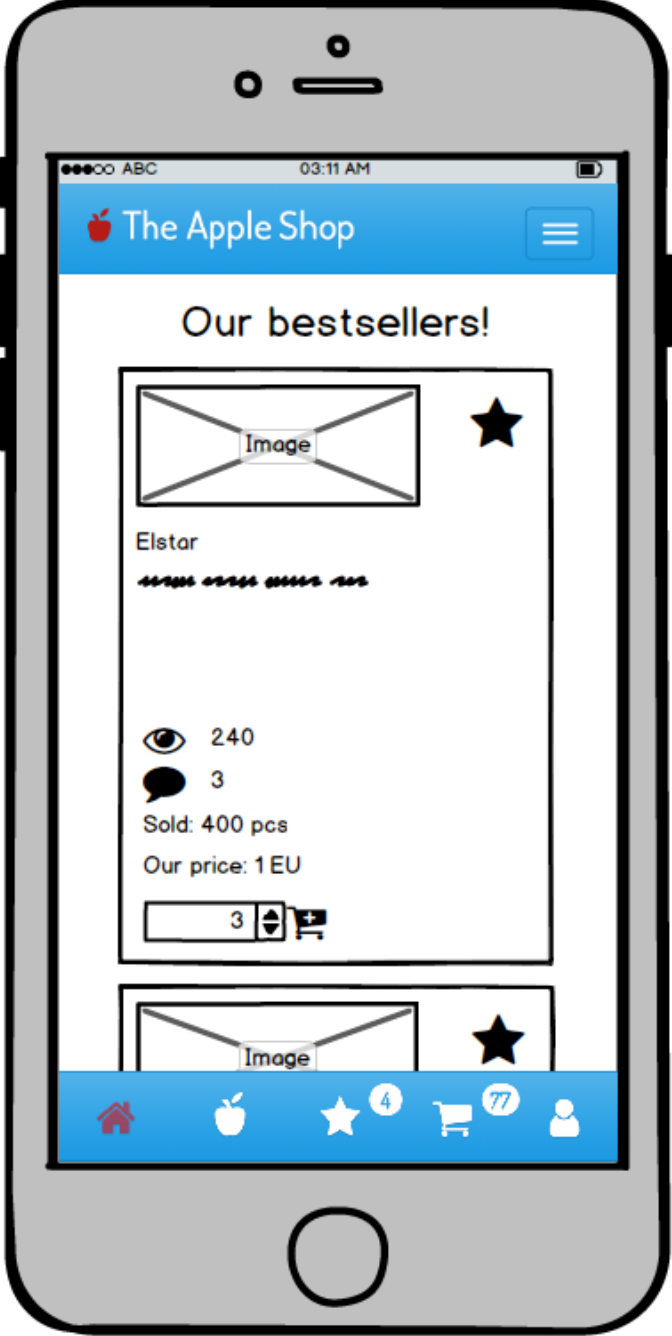 ABC 03:11 AM
The Apple Shop
Our bestsellers!
Image
Elstar
240
3
Sold: 400 pcs
Our price: 1 EU
3
Image
4 77